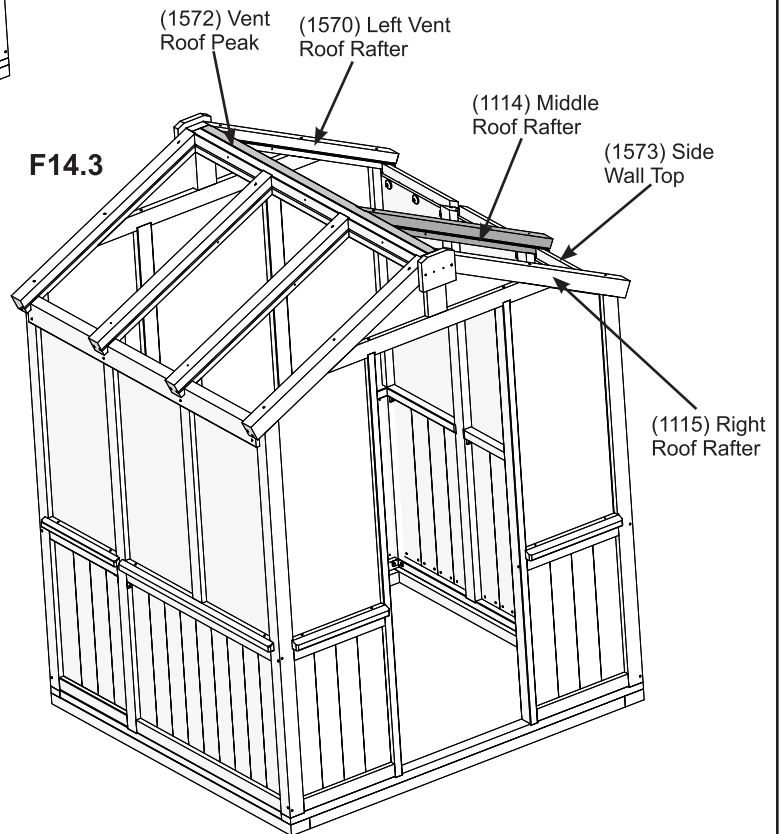 (1572) Vent
Roof Peak
(1570) Left Vent
Roof Rafter
(1114) Middle
Roof Rafter
(1573) Side
Wall Top
F14.3
(1115) Right
Roof Rafter